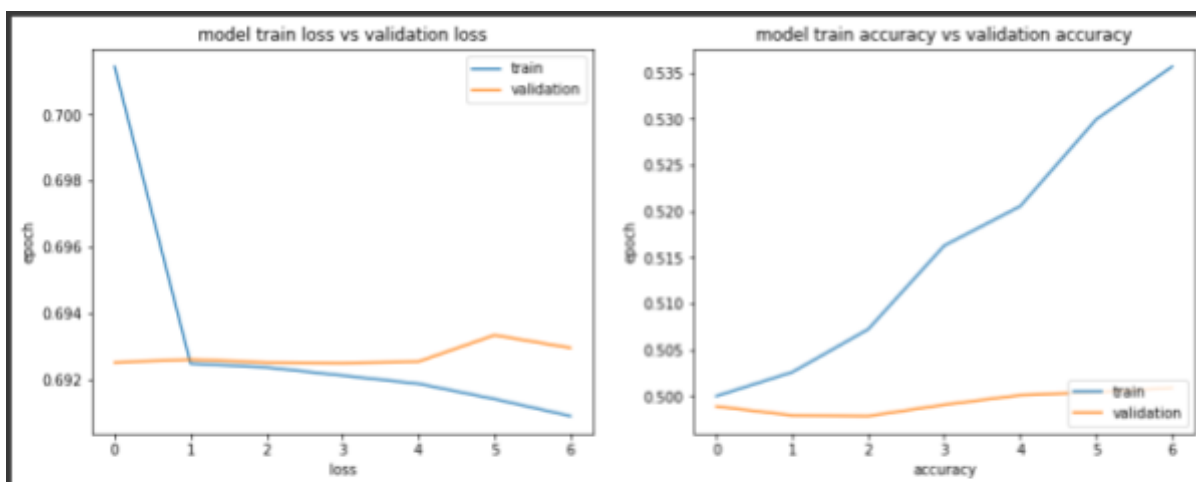 model train loss vs validation loss
train
validation
0.700
0.698
0.696
0.694
0.692
epoch
0 1 2 3 4 5 6
loss
model train accuracy vs validation accuracy
0.535
0.530
0.525
0.520
0.515
0.510
0.505
0.500
epoch
train
validation
0 1 2 3 4 5 6
accuracy